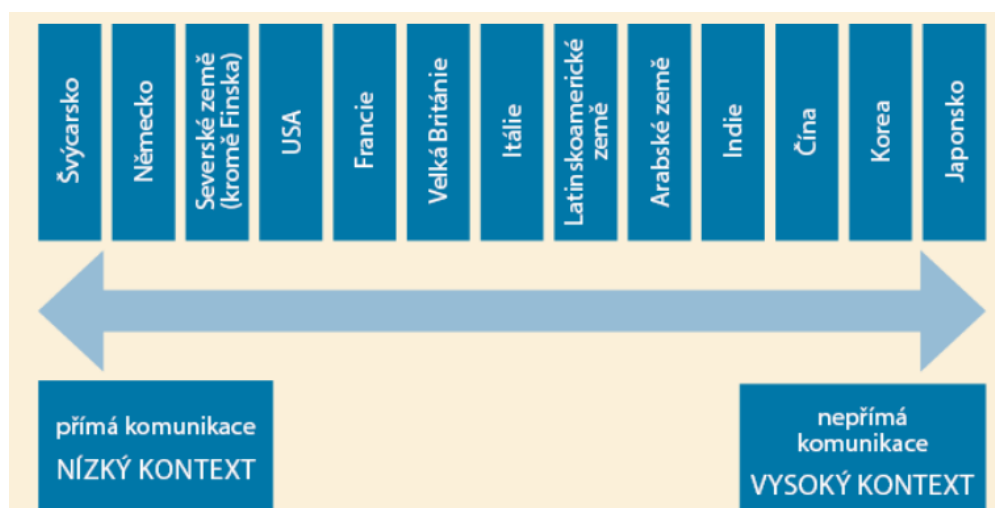 Švýcarsko
Německo
Severské země
(kromě Finska)
USA
Francie
Velká Británie
Itálie
Latinskoamerické
země
Arabské země
Indie
Čína
Korea
Japonsko
přímá komunikace
NÍZKÝ KONTEXT
nepřímá
komunikace
VYSOKÝ KONTEXT